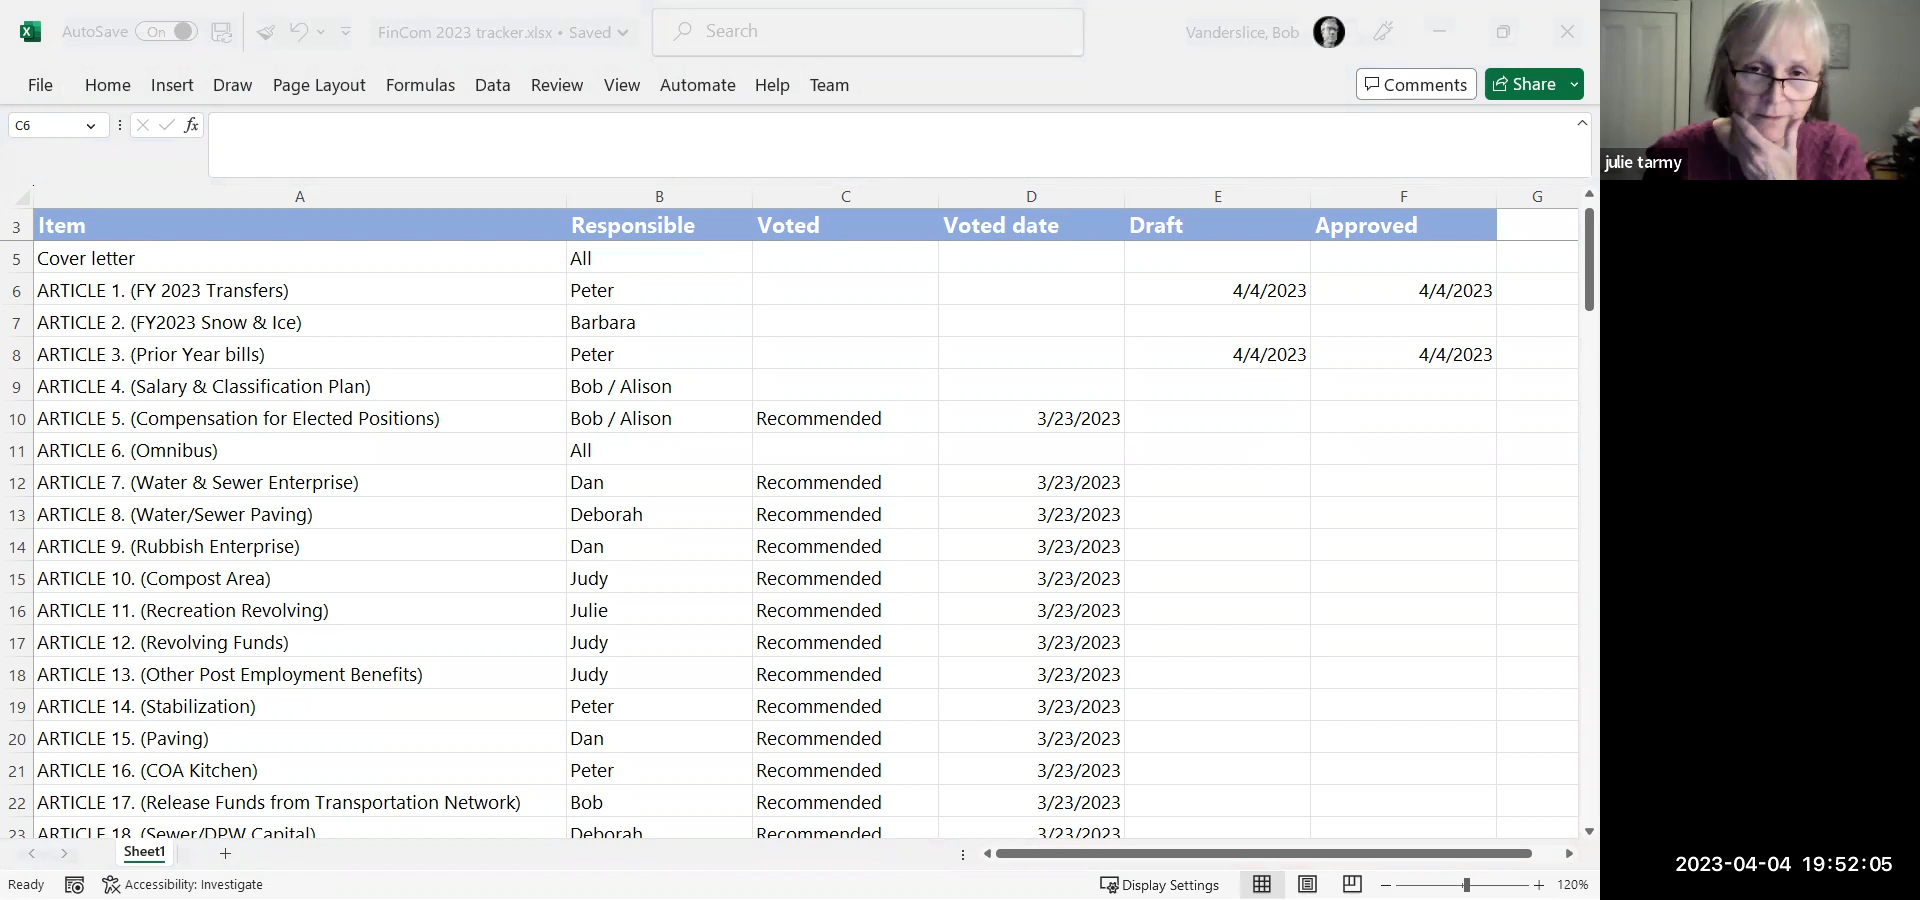 AutoSave On FinCom 2023 tracker.xlsx • Saved Search Vanderslice, Bob
File Home Insert Draw Page Layout Formulas Data Review View Automate Help Team Comments Share
C6 fx
A B C D E F G
3 Item Responsible Voted Voted date Draft Approved
5 Cover letter All
6 ARTICLE 1. (FY 2023 Transfers) Peter 4/4/2023 4/4/2023
7 ARTICLE 2. (FY2023 Snow & Ice) Barbara
8 ARTICLE 3. (Prior Year bills) Peter 4/4/2023 4/4/2023
9 ARTICLE 4. (Salary & Classification Plan) Bob / Alison
10 ARTICLE 5. (Compensation for Elected Positions) Bob / Alison Recommended 3/23/2023
11 ARTICLE 6. (Omnibus) All
12 ARTICLE 7. (Water & Sewer Enterprise) Dan Recommended 3/23/2023
13 ARTICLE 8. (Water/Sewer Paving) Deborah Recommended 3/23/2023
14 ARTICLE 9. (Rubbish Enterprise) Dan Recommended 3/23/2023
15 ARTICLE 10. (Compost Area) Judy Recommended 3/23/2023
16 ARTICLE 11. (Recreation Revolving) Julie Recommended 3/23/2023
17 ARTICLE 12. (Revolving Funds) Judy Recommended 3/23/2023
18 ARTICLE 13. (Other Post Employment Benefits) Judy Recommended 3/23/2023
19 ARTICLE 14. (Stabilization) Peter Recommended 3/23/2023
20 ARTICLE 15. (Paving) Dan Recommended 3/23/2023
21 ARTICLE 16. (COA Kitchen) Peter Recommended 3/23/2023
22 ARTICLE 17. (Release Funds from Transportation Network) Bob Recommended 3/23/2023
23 ARTICLE 18. (Sewer/DPW Capital) Deborah Recommended 3/23/2023
Sheet1
Ready Accessibility: Investigate Display Settings 120%
julie tarmy
2023-04-04 19:52:05